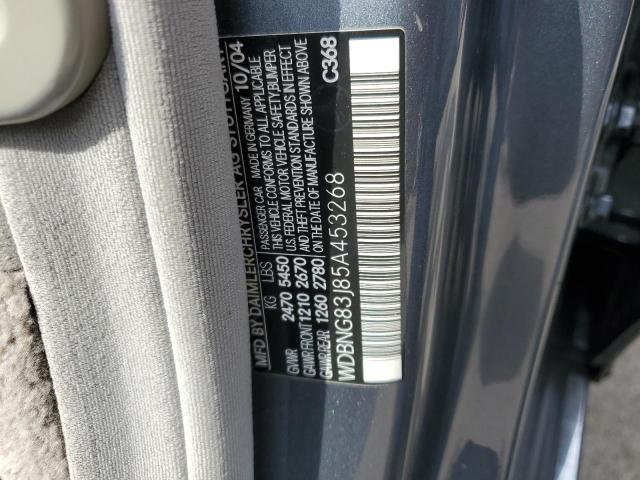 MFD BY DAIMLERCHRYSLER AG STUTTGART
PASSENGER CAR MADE IN GERMANY 10/04
KG LBS THIS VEHICLE CONFORMS TO ALL APPLICABLE
GVWR 2470 5450 U.S. FEDERAL MOTOR VEHICLE SAFETY, BUMPER
GAWR FRONT 1210 2670 AND THEFT PREVENTION STANDARDS IN EFFECT
GAWR REAR 1260 2780 ON THE DATE OF MANUFACTURE SHOWN ABOVE
WDBNG83J85A453268 C368